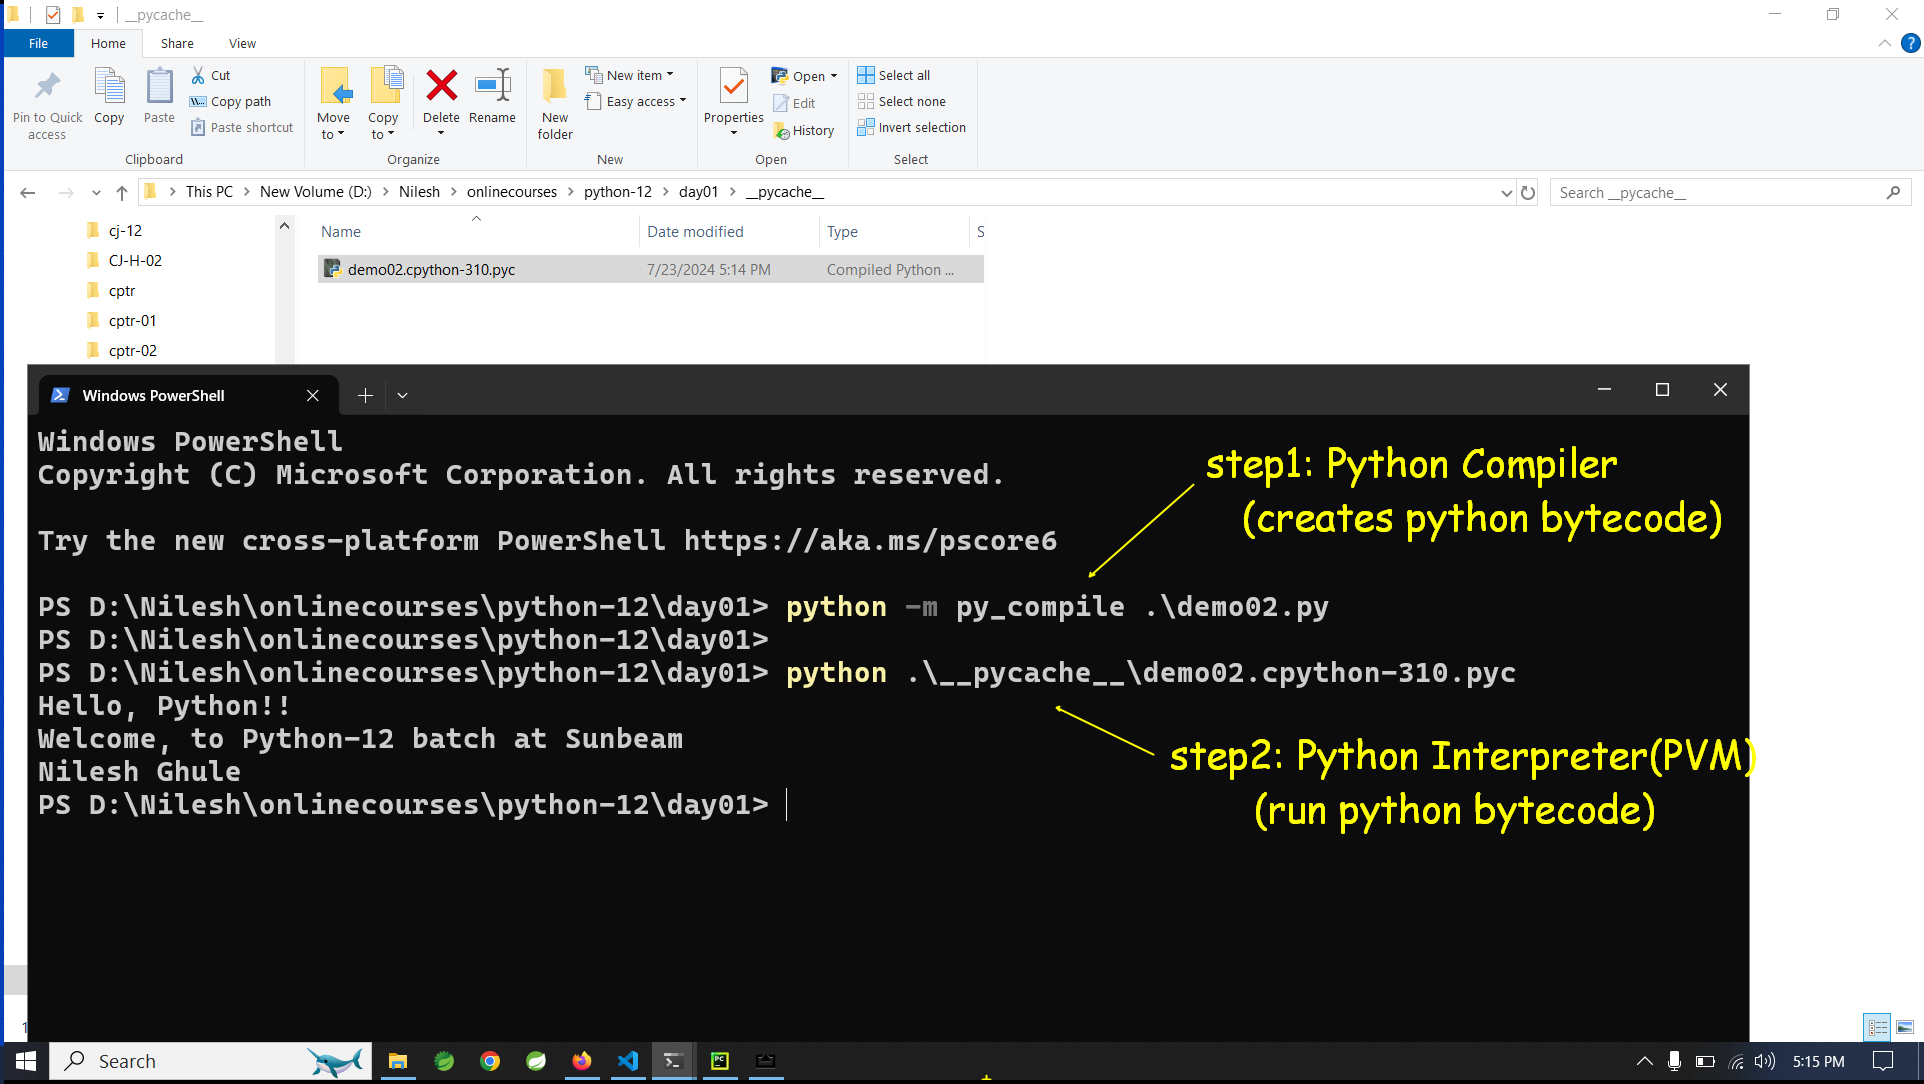 __pycache__
File Home Share View
Pin to Quick access
Copy
Paste
Cut
Copy path
Paste shortcut
Clipboard
Move to
Copy to
Delete
Rename
Organize
New folder
New item
Easy access
New
Properties
Open
Edit
History
Open
Select all
Select none
Invert selection
Select
This PC > New Volume (D:) > Nilesh > onlinecourses > python-12 > day01 > __pycache__
Search __pycache__
Name Date modified Type S
demo02.cpython-310.pyc 7/23/2024 5:14 PM Compiled Python ...
cj-12
CJ-H-02
cptr
cptr-01
cptr-02
Windows PowerShell
Windows PowerShell
Copyright (C) Microsoft Corporation. All rights reserved.
Try the new cross-platform PowerShell https://aka.ms/pscore6
PS D:\Nilesh\onlinecourses\python-12\day01> python -m py_compile .\demo02.py
PS D:\Nilesh\onlinecourses\python-12\day01>
PS D:\Nilesh\onlinecourses\python-12\day01> python .\__pycache__\demo02.cpython-310.pyc
Hello, Python!!
Welcome, to Python-12 batch at Sunbeam
Nilesh Ghule
PS D:\Nilesh\onlinecourses\python-12\day01>
step1: Python Compiler
(creates python bytecode)
step2: Python Interpreter(PVM)
(run python bytecode)
1
Search
5:15 PM